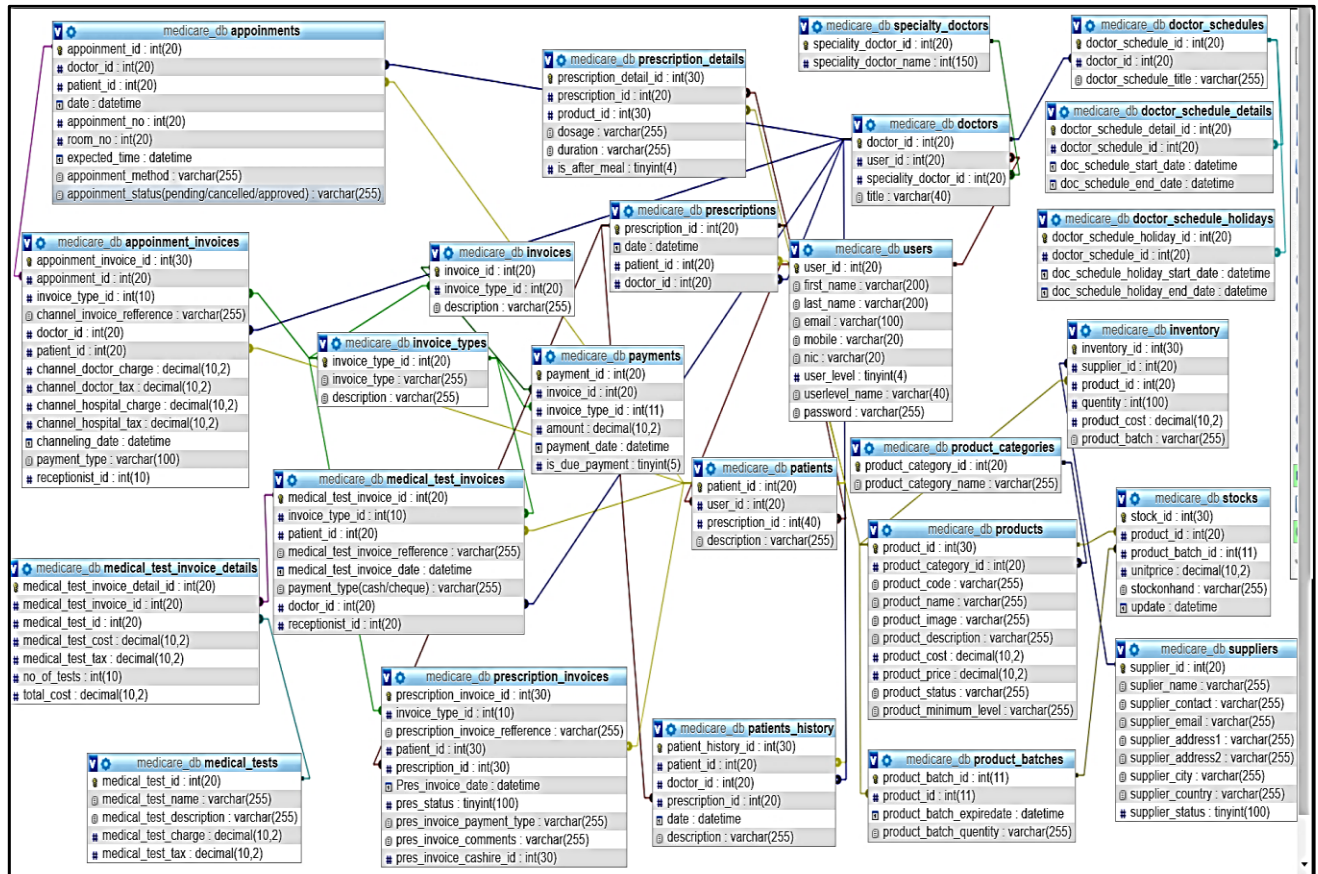 medicare_db appoinments
appoinment_id : int(20)
doctor_id : int(20)
patient_id : int(20)
date : datetime
appointment_no : int(20)
room_no : int(20)
expected_time : datetime
appoinment_method : varchar(255)
appoinment_status(pending/cancelled/approved) : varchar(255)
medicare_db prescription_details
prescription_detail_id : int(30)
prescription_id : int(20)
product_id : int(30)
dosage : varchar(255)
duration : varchar(255)
is_after_meal : tinyint(4)
medicare_db specialty_doctors
speciality_doctor_id : int(20)
speciality_doctor_name : int(150)
medicare_db doctor_schedules
doctor_schedule_id : int(20)
doctor_id : int(20)
doctor_schedule_title : varchar(255)
medicare_db doctor_schedule_details
doctor_schedule_detail_id : int(20)
doctor_schedule_id : int(20)
doc_schedule_start_date : datetime
doc_schedule_end_date : datetime
medicare_db doctors
doctor_id : int(20)
user_id : int(20)
speciality_doctor_id : int(20)
title : varchar(40)
medicare_db doctor_schedule_holidays
doctor_schedule_holiday_id : int(20)
doctor_schedule_id : int(20)
doc_schedule_holiday_start_date : datetime
doc_schedule_holiday_end_date : datetime
medicare_db prescriptions
prescription_id : int(20)
date : datetime
patient_id : int(20)
doctor_id : int(20)
medicare_db appoinment_invoices
appoinment_invoice_id : int(30)
appoinment_id : int(20)
invoice_type_id : int(10)
channel_invoice_refference : varchar(255)
doctor_id : int(20)
patient_id : int(20)
channel_doctor_charge : decimal(10,2)
channel_doctor_tax : decimal(10,2)
channel_hospital_charge : decimal(10,2)
channel_hospital_tax : decimal(10,2)
channeling_date : datetime
payment_type : varchar(100)
receptionist_id : int(10)
medicare_db invoices
invoice_id : int(20)
invoice_type_id : int(20)
description : varchar(255)
medicare_db users
user_id : int(20)
first_name : varchar(200)
last_name : varchar(200)
email : varchar(100)
mobile : varchar(20)
nic : varchar(20)
user_level : tinyint(4)
userlevel_name : varchar(40)
password : varchar(255)
medicare_db invoice_types
invoice_type_id : int(20)
invoice_type : varchar(255)
description : varchar(255)
medicare_db payments
payment_id : int(20)
invoice_id : int(20)
invoice_type_id : int(11)
amount : decimal(10,2)
payment_date : datetime
is_due_payment : tinyint(5)
medicare_db inventory
inventory_id : int(30)
supplier_id : int(20)
product_id : int(20)
quentity : int(100)
product_cost : decimal(10,2)
product_batch : varchar(255)
medicare_db product_categories
product_category_id : int(20)
product_category_name : varchar(255)
medicare_db patients
patient_id : int(20)
user_id : int(20)
prescription_id : int(40)
description : varchar(255)
medicare_db medical_test_invoices
medical_test_invoice_id : int(20)
invoice_type_id : int(10)
patient_id : int(20)
medical_test_invoice_refference : varchar(255)
medical_test_invoice_date : datetime
payment_type(cash/cheque) : varchar(255)
doctor_id : int(20)
receptionist_id : int(20)
medicare_db stocks
stock_id : int(30)
product_id : int(20)
product_batch_id : int(11)
unitprice : decimal(10,2)
stockonhand : varchar(255)
update : datetime
medicare_db products
product_id : int(30)
product_category_id : int(20)
product_code : varchar(255)
product_name : varchar(255)
product_image : varchar(255)
product_description : varchar(255)
product_cost : decimal(10,2)
product_price : decimal(10,2)
product_status : varchar(255)
product_minimum_level : varchar(255)
medicare_db medical_test_invoice_details
medical_test_invoice_detail_id : int(20)
medical_test_invoice_id : int(20)
medical_test_id : int(20)
medical_test_cost : decimal(10,2)
medical_test_tax : decimal(10,2)
no_of_tests : int(10)
total_cost : decimal(10,2)
medicare_db suppliers
supplier_id : int(20)
suplier_name : varchar(255)
supplier_contact : varchar(255)
supplier_email : varchar(255)
supplier_address1 : varchar(255)
supplier_address2 : varchar(255)
supplier_city : varchar(255)
supplier_country : varchar(255)
supplier_status : tinyint(100)
medicare_db prescription_invoices
prescription_invoice_id : int(30)
invoice_type_id : int(10)
prescription_invoice_refference : varchar(255)
patient_id : int(30)
prescription_id : int(30)
Pres_invoice_date : datetime
pres_status : tinyint(100)
pres_invoice_payment_type : varchar(255)
pres_invoice_comments : varchar(255)
pres_invoice_cashire_id : int(30)
medicare_db patients_history
patient_history_id : int(30)
patient_id : int(20)
doctor_id : int(20)
prescription_id : int(20)
date : datetime
description : varchar(255)
medicare_db product_batches
product_batch_id : int(11)
product_id : int(11)
product_batch_expiredate : datetime
product_batch_quentity : varchar(255)
medicare_db medical_tests
medical_test_id : int(20)
medical_test_name : varchar(255)
medical_test_description : varchar(255)
medical_test_charge : decimal(10,2)
medical_test_tax : decimal(10,2)